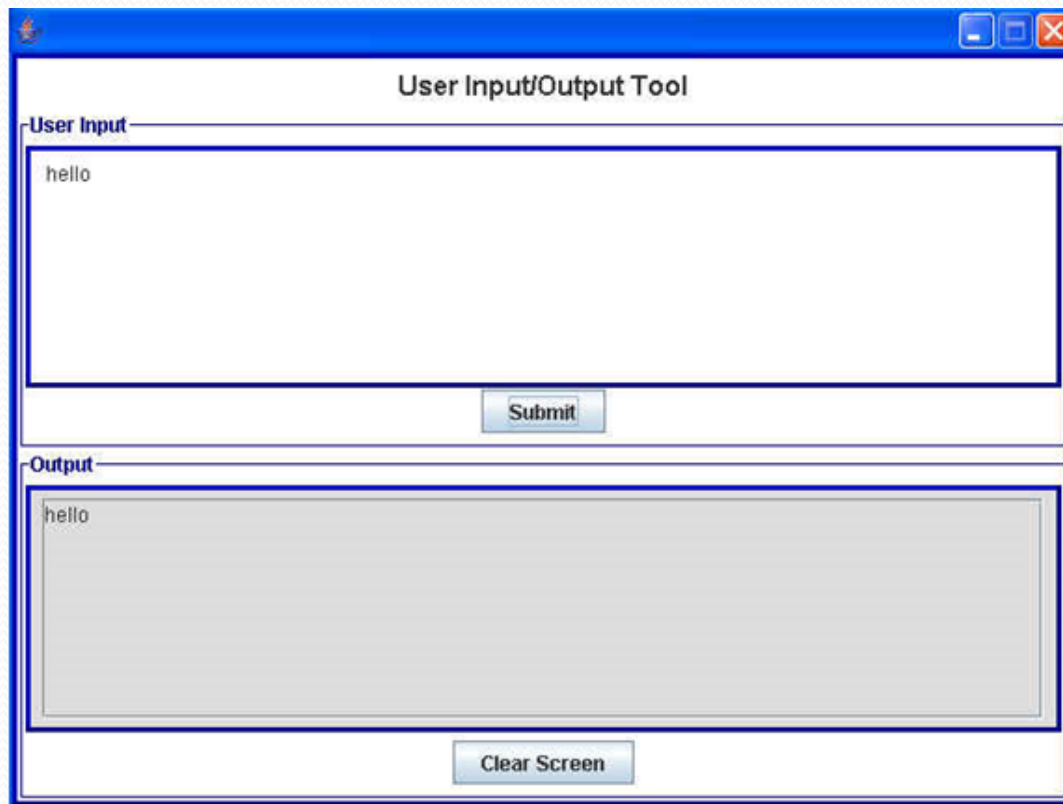 User Input/Output Tool
User Input
hello
Submit
Output
hello
Clear Screen